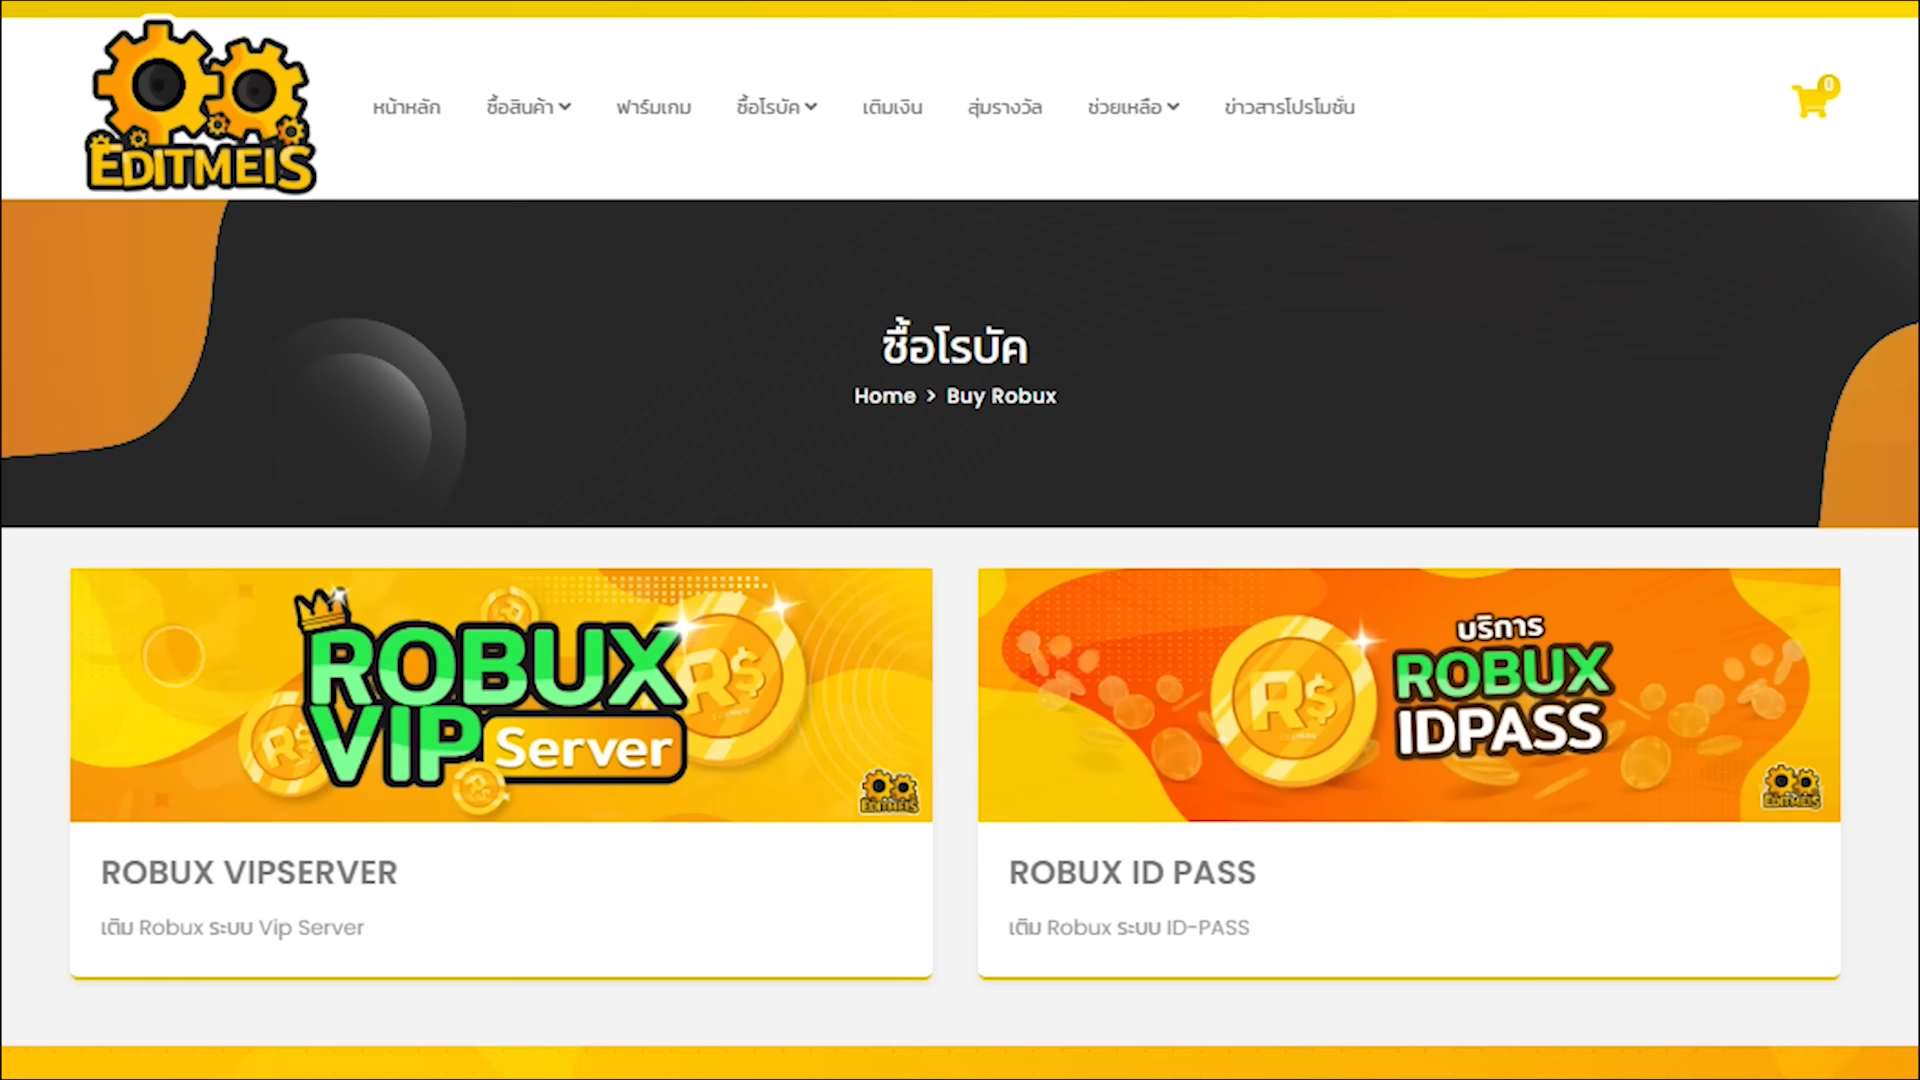 EDITMEIS
หน้าหลัก ซื้อสินค้า ฟาร์มเกม ซื้อโรบัค เติมเงิน สุ่มรางวัล ช่วยเหลือ ข่าวสารโปรโมชั่น
0
ซื้อโรบัค
Home > Buy Robux
ROBUX
VIP Server
R$
R$
EDITMEIS
บริการ
ROBUX
IDPASS
R$
EDITMEIS
ROBUX VIPSERVER
เติม Robux ระบบ Vip Server
ROBUX ID PASS
เติม Robux ระบบ ID-PASS